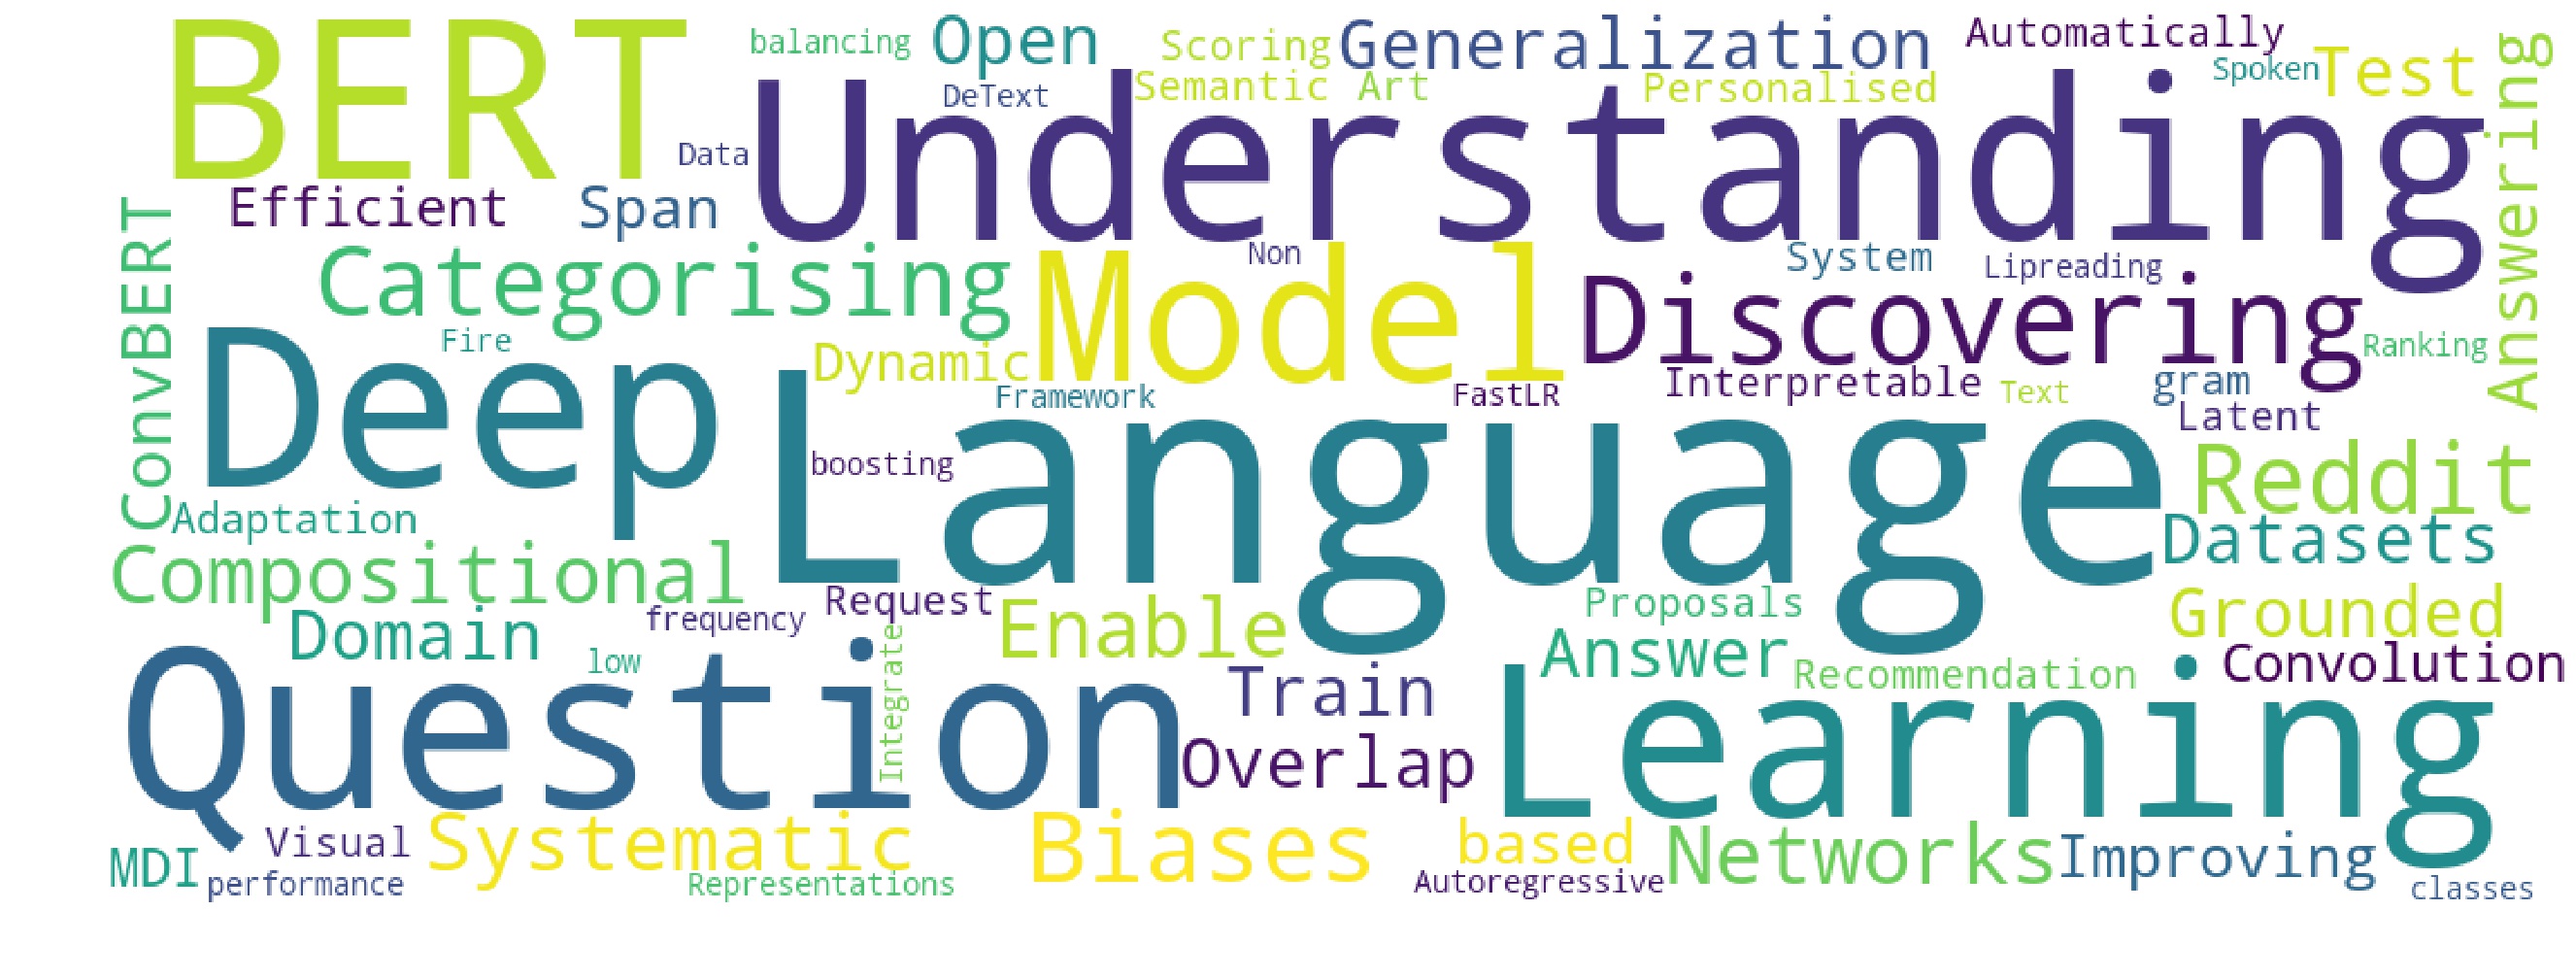 BERT
balancing
Open
Scoring
Generalization
Automatically
Spoken
Test
Answering
DeText
Semantic
Art
Personalised
Data
Understanding
Efficient
Span
ConvBERT
Categorising
Non
Model
System
Lipreading
Discovering
Fire
Dynamic
Ranking
Deep
Framework
FastLR
Interpretable
Text
gram
Latent
boosting
Language
Reddit
Adaptation
Datasets
Compositional
Request
Enable
Proposals
Grounded
Domain
frequency
low
Integrate
Answer
Recommendation
Convolution
Question
Train
Overlap
Learning
MDI
Visual
Systematic
Biases
based
Networks
Improving
performance
Representations
Autoregressive
classes